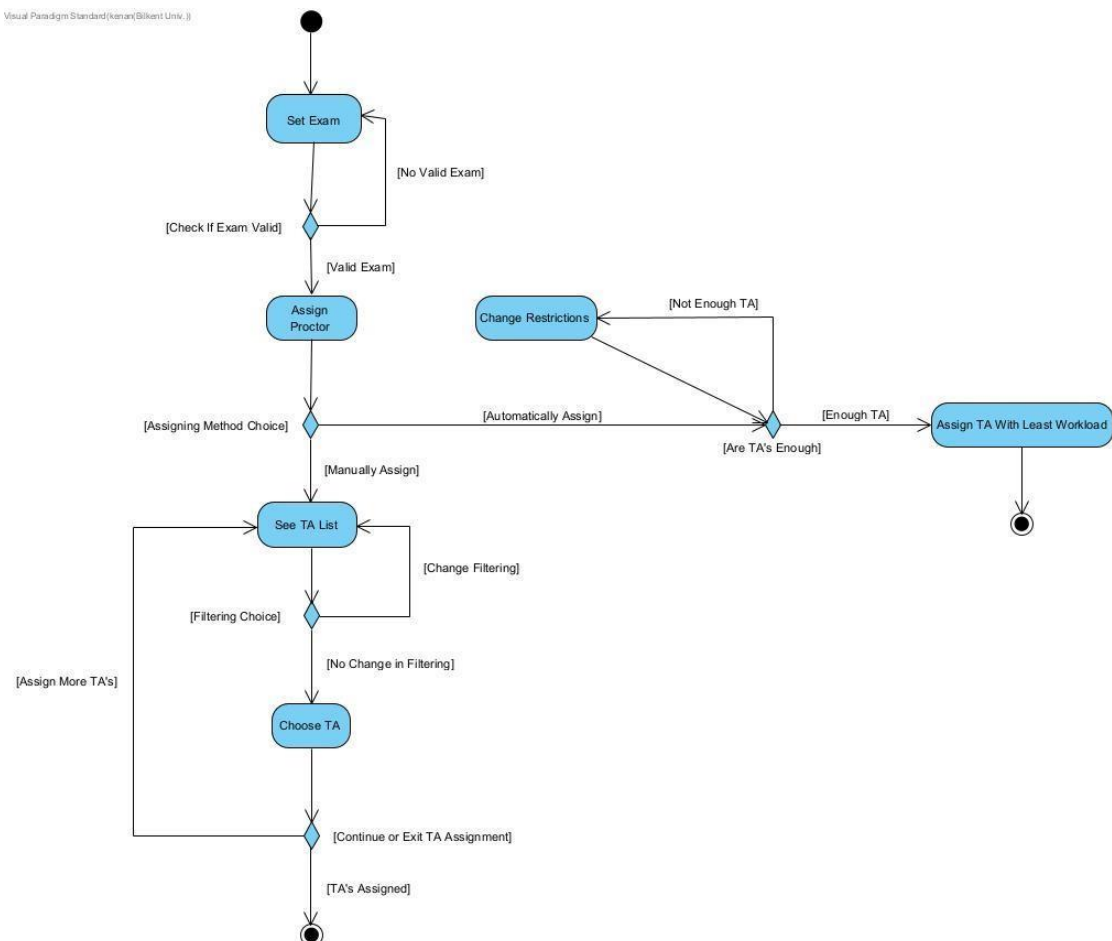 Visual Paradigm Standard(kenan(Bilkent Univ.))
Set Exam
[No Valid Exam]
[Check If Exam Valid]
[Valid Exam]
Assign
Proctor
Change Restrictions
[Not Enough TA]
[Assigning Method Choice]
[Automatically Assign]
[Enough TA]
Assign TA With Least Workload
[Are TA's Enough]
[Manually Assign]
See TA List
[Change Filtering]
[Filtering Choice]
[No Change in Filtering]
[Assign More TA's]
Choose TA
[Continue or Exit TA Assignment]
[TA's Assigned]